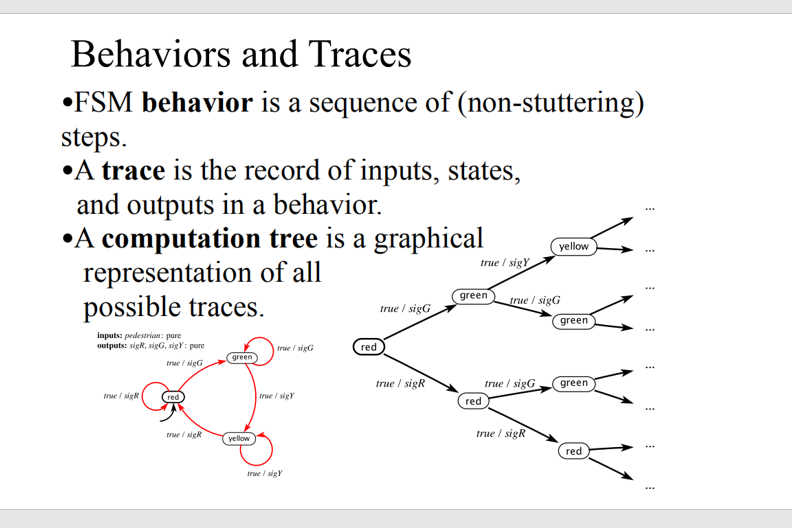 Behaviors and Traces
•FSM behavior is a sequence of (non-stuttering)
steps.
•A trace is the record of inputs, states,
and outputs in a behavior.
•A computation tree is a graphical
representation of all
possible traces.
inputs: pedestrian: pure
outputs: sigR, sigG, sigY: pure
true / sigG
green
true / sigG
true / sigR
red
true / sigY
true / sigR
yellow
true / sigY
red
true / sigG
true / sigR
green
true / sigY
true / sigG
yellow
green
red
true / sigG
true / sigR
green
red
...
...
...
...
...
...
...
...